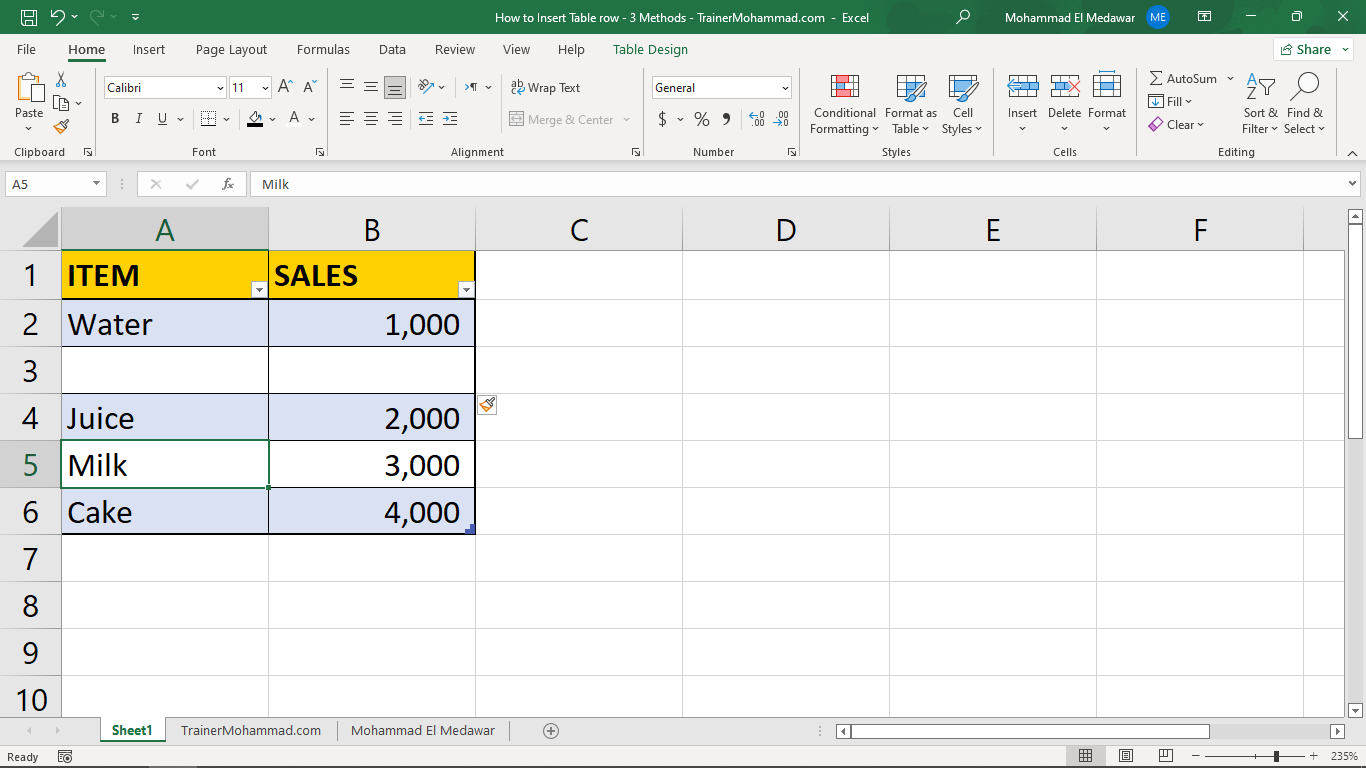 How to Insert Table row - 3 Methods - TrainerMohammad.com - Excel
Mohammad El Medawar
ME
File Home Insert Page Layout Formulas Data Review View Help Table Design
Share
Paste
Calibri 11
A^ A˅
B I U A
ab Wrap Text
Merge & Center
General
$ % 9
Conditional Formatting
Format as Table
Cell Styles
Insert
Delete
Format
AutoSum
Fill
Clear
Sort & Filter
Find & Select
Clipboard Font Alignment Number Styles Cells Editing
A5
fx
Milk
A B C D E F
1 ITEM SALES
2 Water 1,000
3
4 Juice 2,000
5 Milk 3,000
6 Cake 4,000
7
8
9
10
Sheet1 TrainerMohammad.com Mohammad El Medawar
Ready
235%